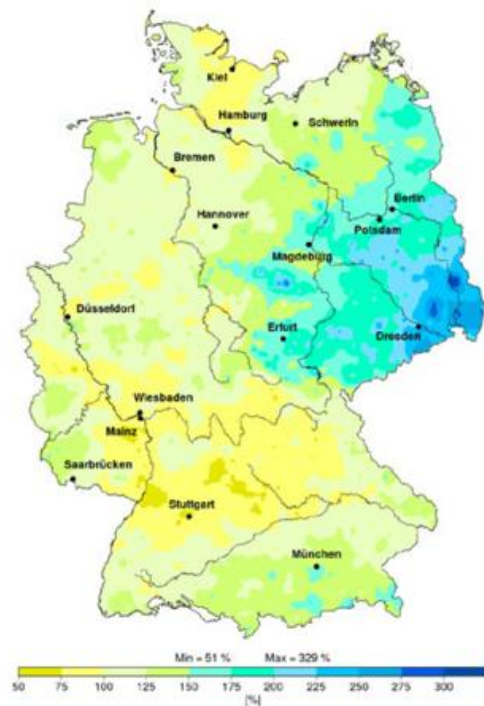 Kiel
Hamburg
Schwerin
Bremen
Berlin
Hannover
Potsdam
Magdeburg
Düsseldorf
Erfurt
Dresden
Wiesbaden
Mainz
Saarbrücken
Stuttgart
München
Min = 51 % Max = 329 %
50 75 100 125 150 175 200 225 250 275 300
[%]